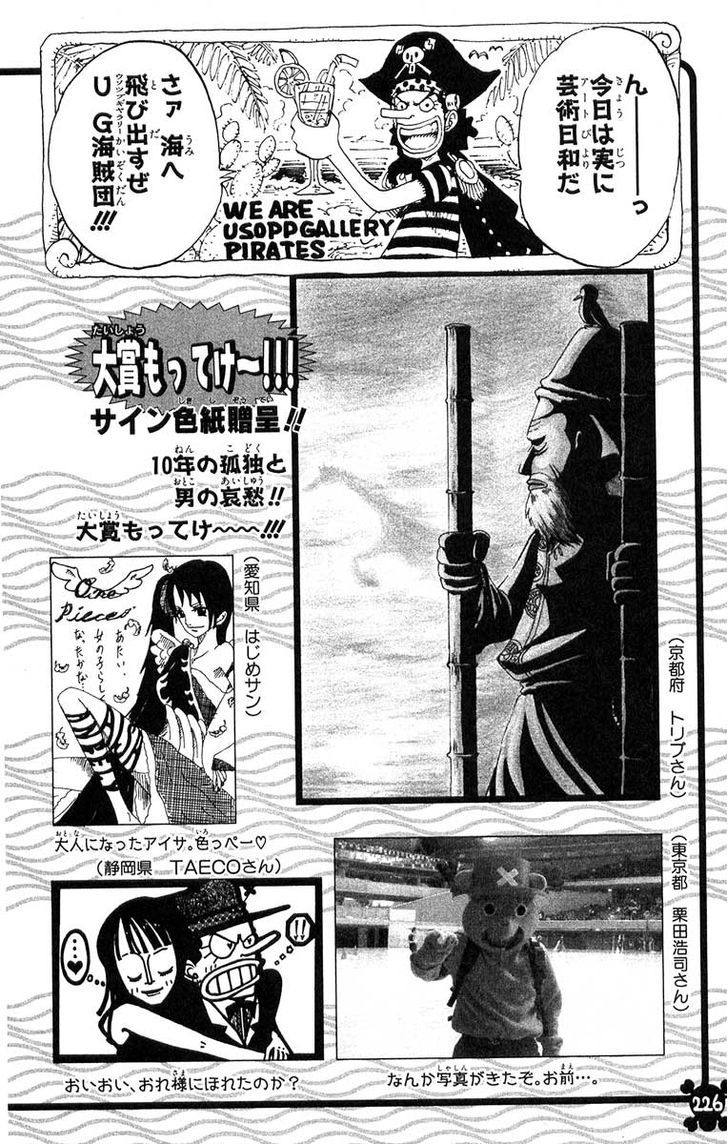 んーーーっ
今日は実に
芸術日和だ
さァ 海へ
飛び出すぜ
UG海賊団!!!
WE ARE
USOPP GALLERY
PIRATES
大賞もってけ〜!!!
サイン色紙贈呈!!
10年の孤独と
男の哀愁!!
大賞もってけ〜〜〜!!!
(京都府 トリプさん)
(愛知県 はじめサン)
One
Pieces
あたい、
女のろらしく
なったかな
大人になったアイサ。色っぺー♡
(静岡県 TAECOさん)
…♥
!!
おいおい、おれ様にほれたのか?
(東京都 栗田浩司さん)
なんか写真がきたぞ。お前…。
226